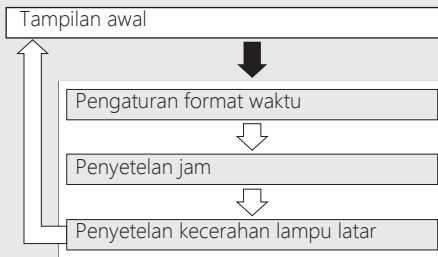 Tampilan awal
Pengaturan format waktu
Penyetelan jam
Penyetelan kecerahan lampu latar